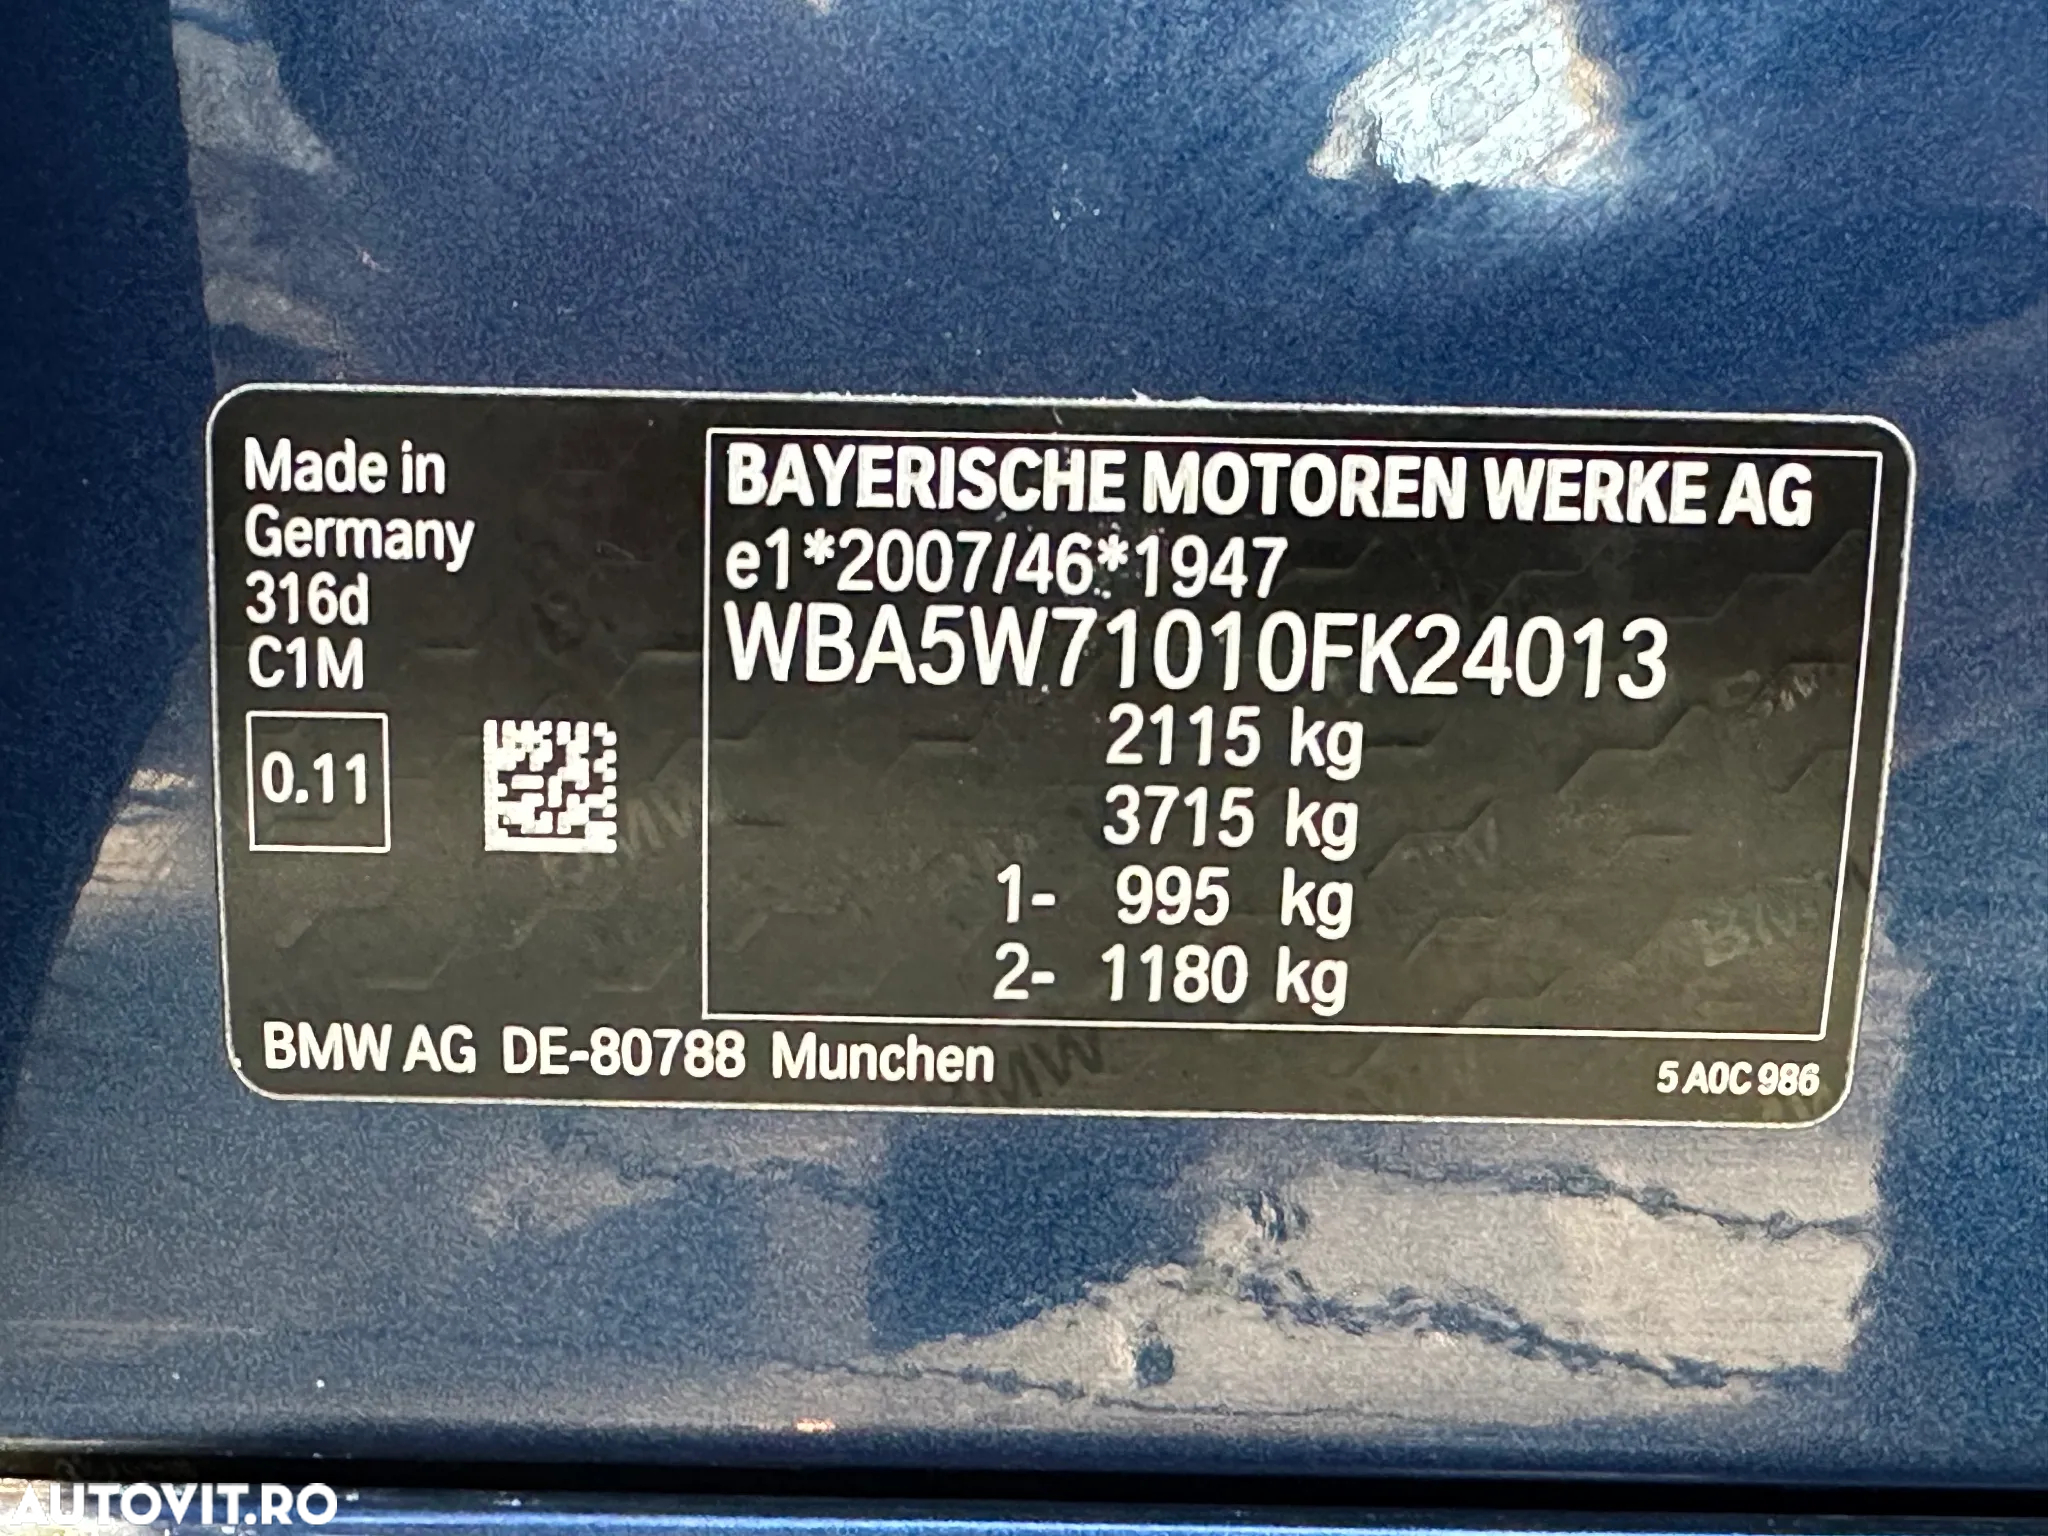 Made in
Germany
316d
C1M
0.11
BAYERISCHE MOTOREN WERKE AG
e1*2007/46*1947
WBA5W71010FK24013
2115 kg
3715 kg
1- 995 kg
2- 1180 kg
BMW AG DE-80788 Munchen
5 A0C 986
AUTOVIT.RO